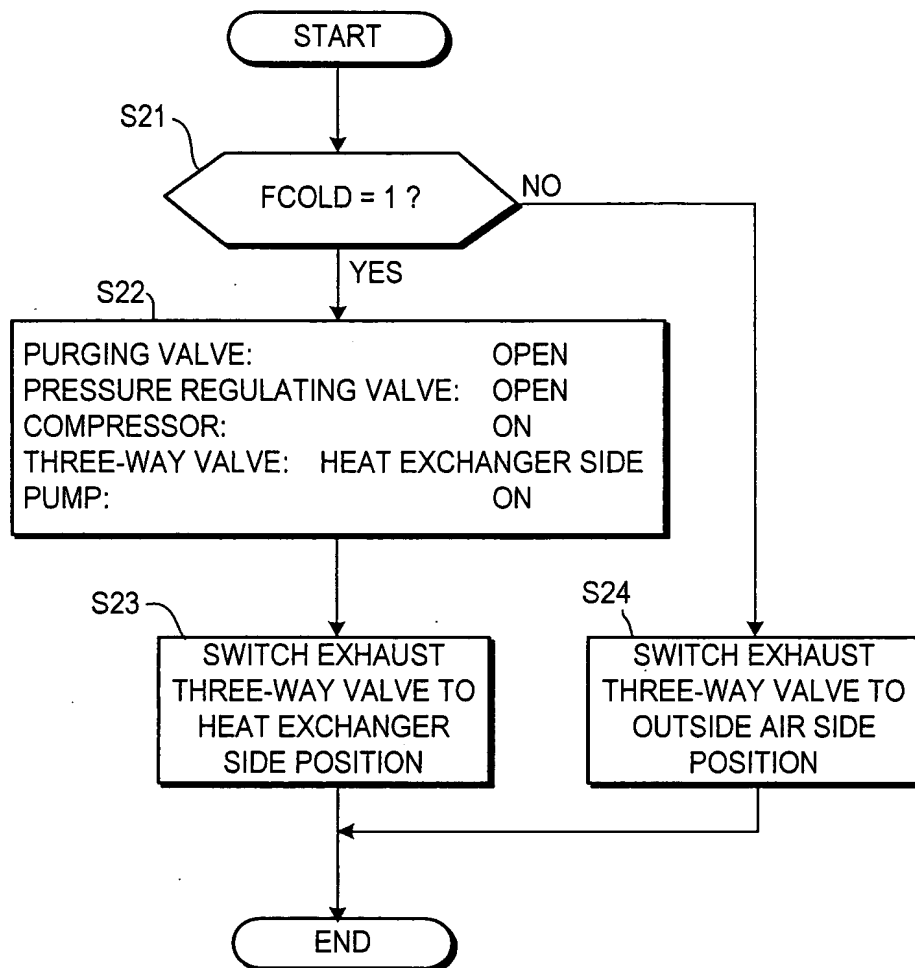 START
S21
FCOLD = 1 ?
NO
YES
S22
PURGING VALVE: OPEN
PRESSURE REGULATING VALVE: OPEN
COMPRESSOR: ON
THREE-WAY VALVE: HEAT EXCHANGER SIDE
PUMP: ON
S23
SWITCH EXHAUST
THREE-WAY VALVE TO
HEAT EXCHANGER
SIDE POSITION
S24
SWITCH EXHAUST
THREE-WAY VALVE TO
OUTSIDE AIR SIDE
POSITION
END